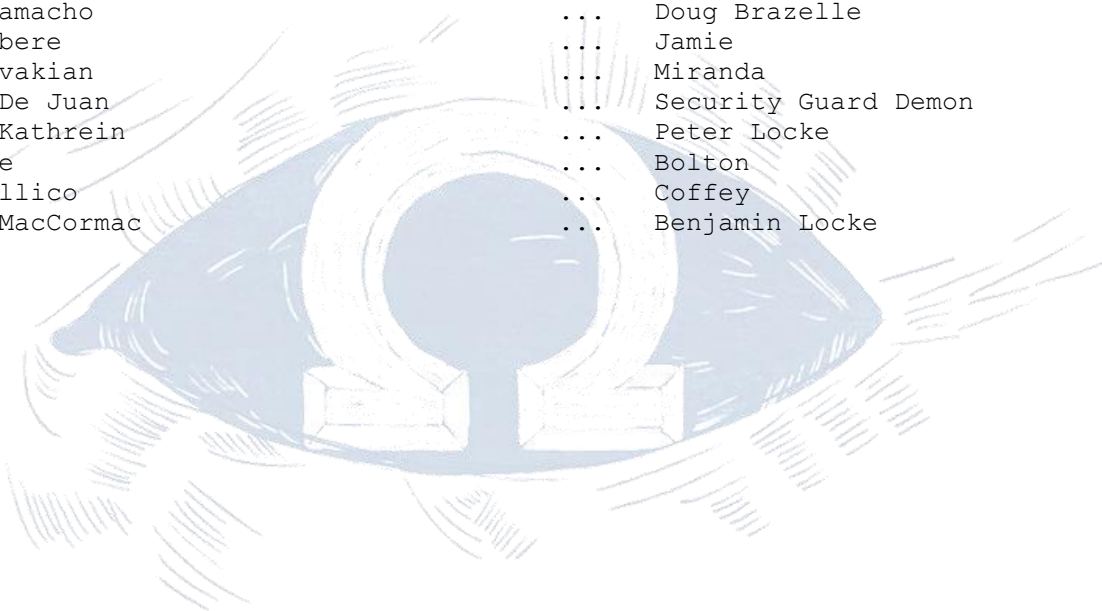 amacho ... Doug Brazelle
bere ... Jamie
vakian ... Miranda
De Juan ... Security Guard Demon
Kathrein ... Peter Locke
e ... Bolton
llico ... Coffey
MacCormac ... Benjamin Locke